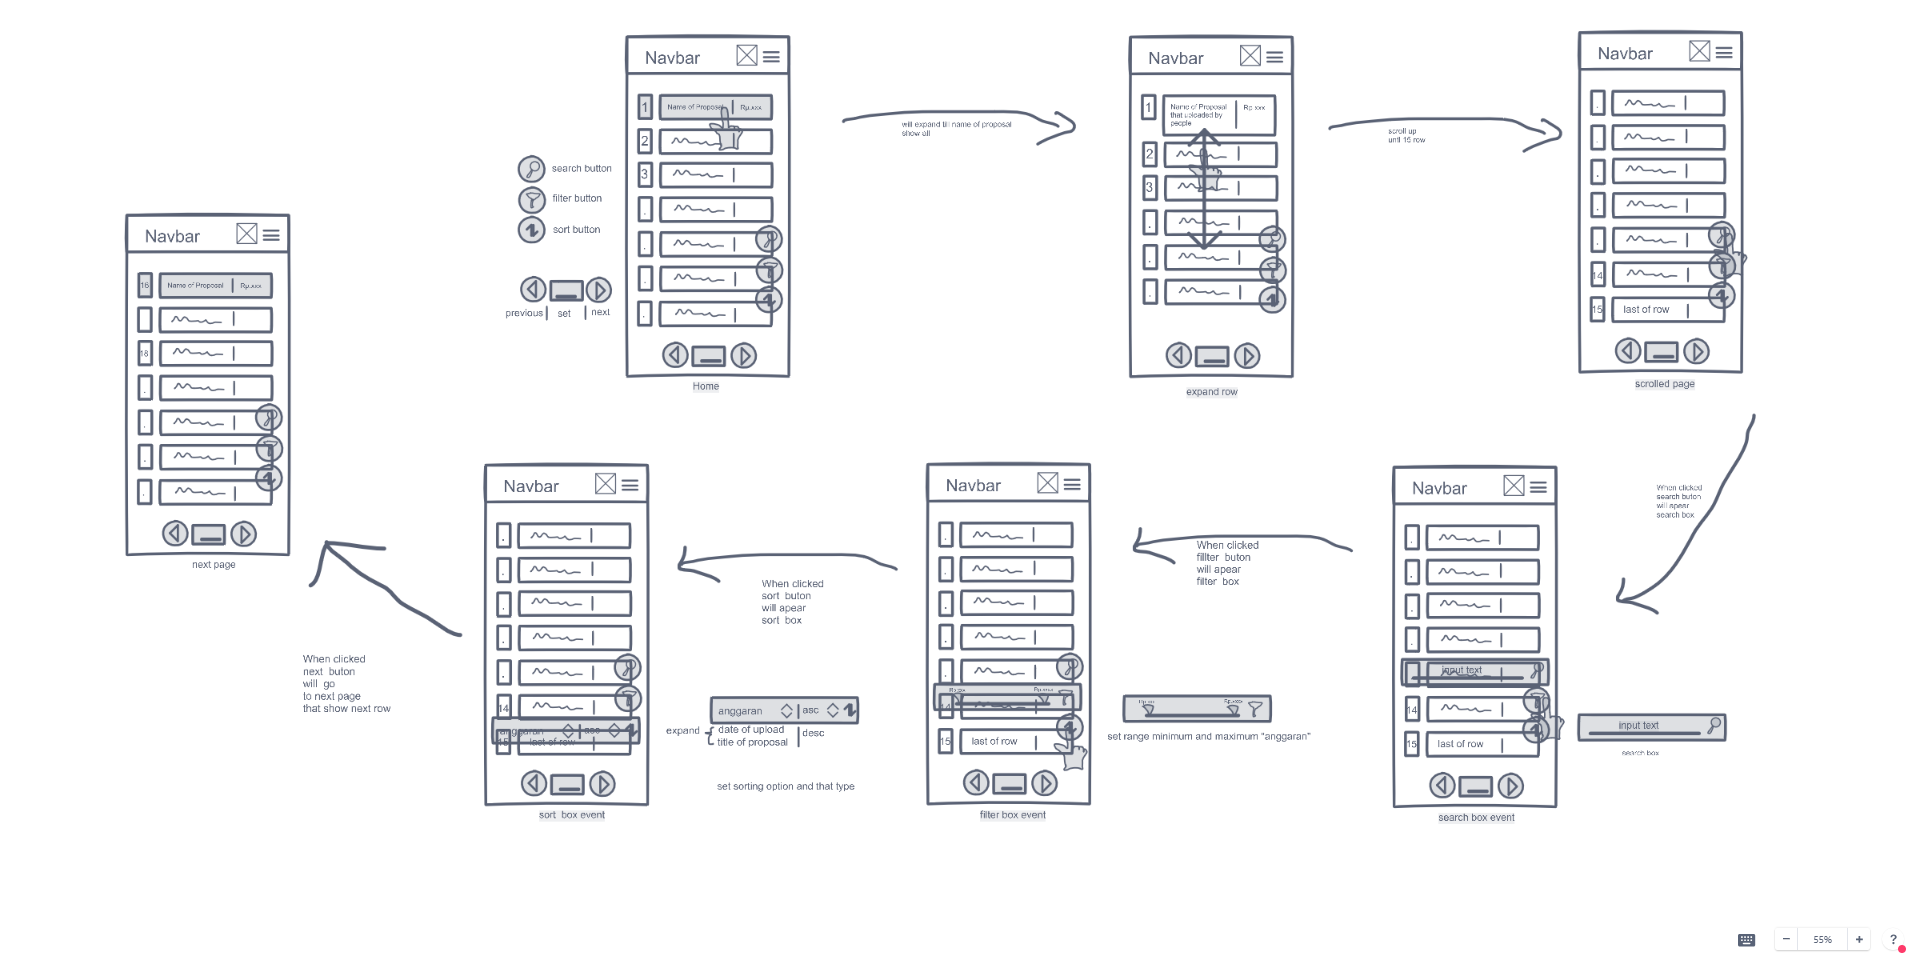 Navbar
1
Name of Proposal
Rp.xxx
2
3
.
.
.
.
Home
search button
filter button
sort button
previous
set
next
will expand till name of proposal
show all
Navbar
1
Name of Proposal
that uploaded by
people
Rp xxx
2
3
.
.
.
expand row
scroll up
until 15 row
Navbar
.
.
.
.
.
14
15
last of row
scrolled page
When clicked
search buton
will apear
search box
Navbar
.
.
.
.
input text
14
15
last of row
search box event
input text
search box
When clicked
fillter buton
will apear
filter box
Navbar
.
.
.
.
.
Rp.xxx
Rp.xxxx
14
15
last of row
filter box event
Rp.xxx
set range minimum and maximum "anggaran"
When clicked
sort buton
will apear
sort box
Navbar
.
.
.
.
.
14
anggaran
asc
15
last of row
sort box event
anggaran
asc
expand
date of upload
desc
title of proposal
set sorting option and that type
When clicked
next buton
will go
to next page
that show next row
Navbar
16
Name of Proposal
Rp.xxx
18
.
.
.
.
next page
55%
?